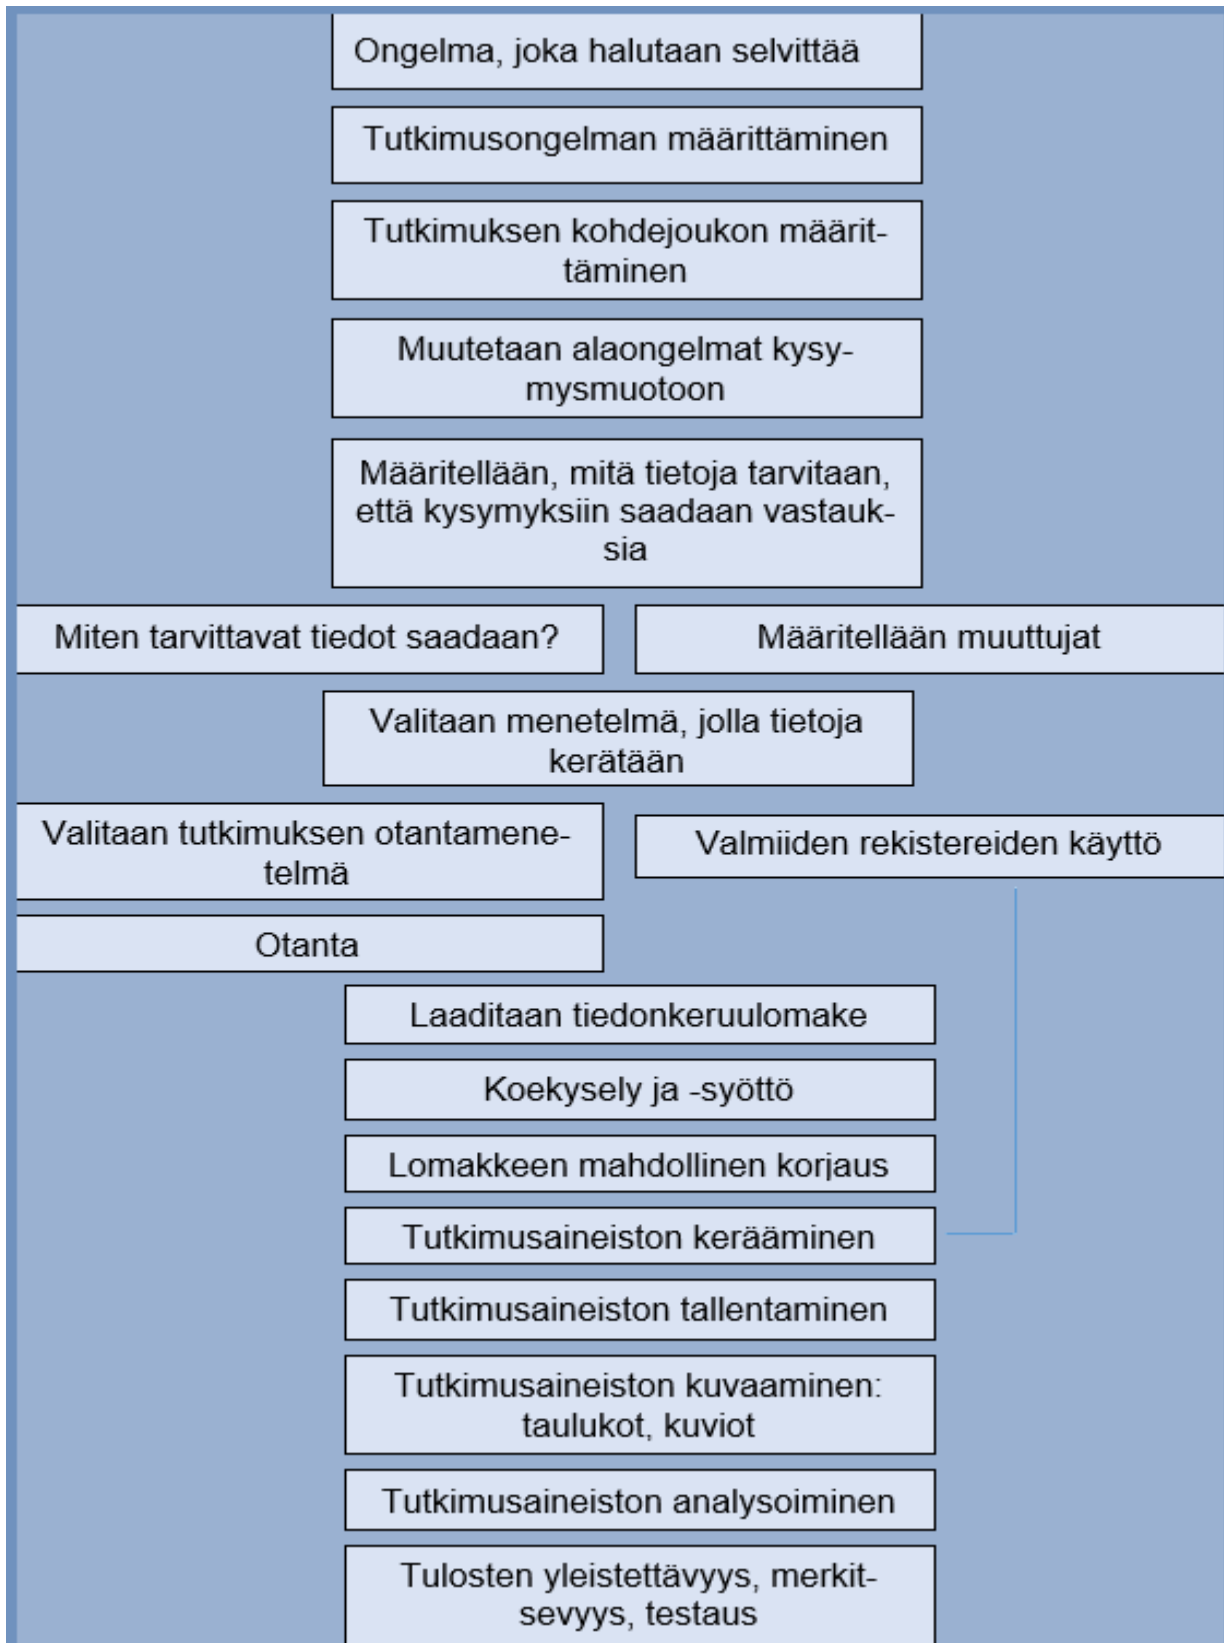 Ongelma, joka halutaan selvittää
Tutkimusongelman määrittäminen
Tutkimuksen kohdejoukon määrit-
täminen
Muutetaan alaongelmat kysy-
mysmuotoon
Määritellään, mitä tietoja tarvitaan,
että kysymyksiin saadaan vastauk-
sia
Miten tarvittavat tiedot saadaan?
Määritellään muuttujat
Valitaan menetelmä, jolla tietoja
kerätään
Valitaan tutkimuksen otantamene-
telmä
Valmiiden rekistereiden käyttö
Otanta
Laaditaan tiedonkeruulomake
Koekysely ja -syöttö
Lomakkeen mahdollinen korjaus
Tutkimusaineiston kerääminen
Tutkimusaineiston tallentaminen
Tutkimusaineiston kuvaaminen:
taulukot, kuviot
Tutkimusaineiston analysoiminen
Tulosten yleistettävyys, merkit-
sevyys, testaus